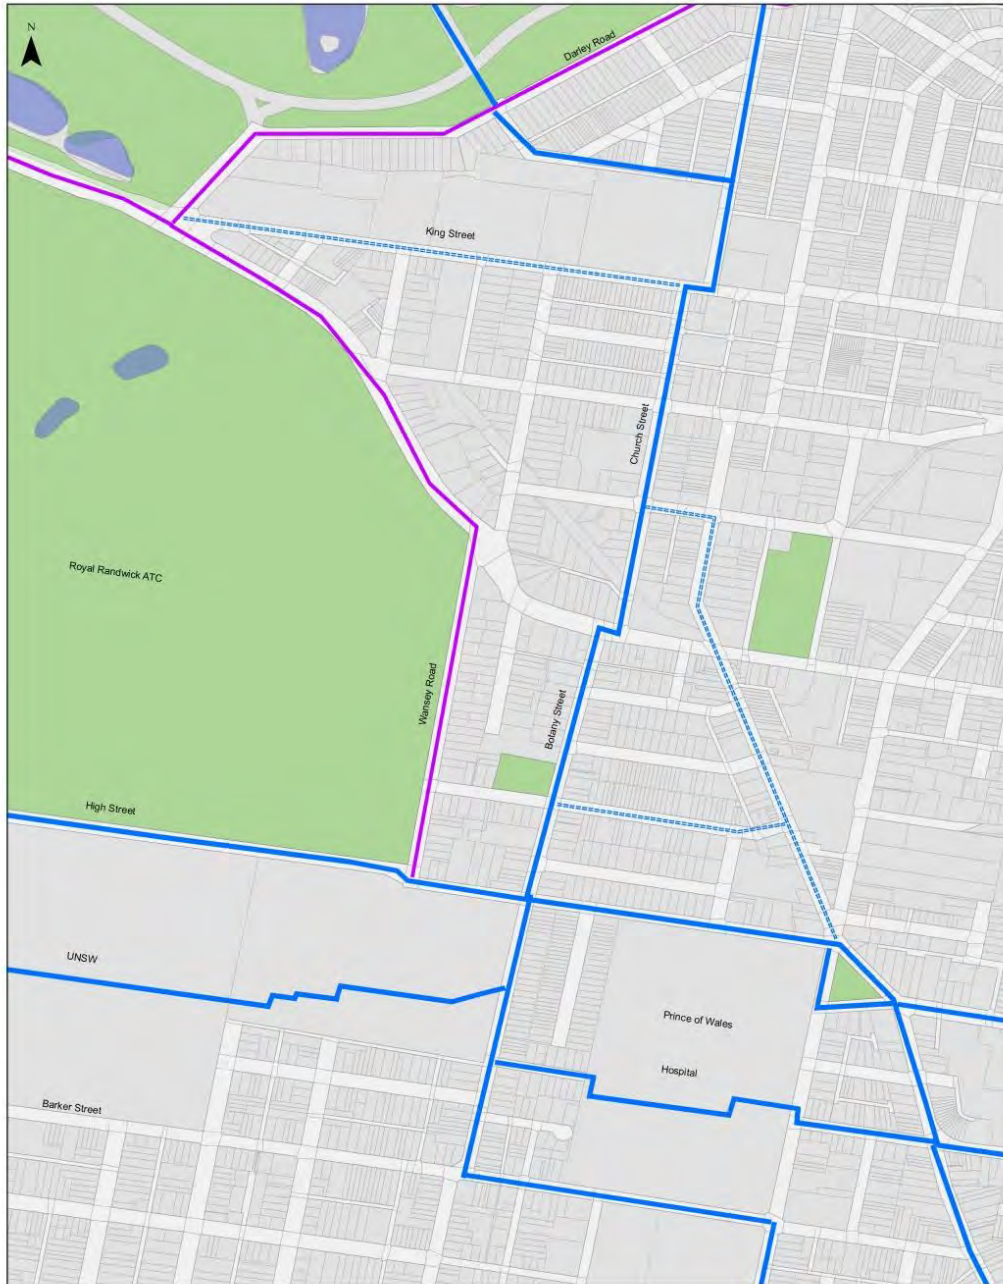 N
Darley Road
King Street
Church Street
Royal Randwick ATC
Wansey Road
Botany Street
High Street
UNSW
Prince of Wales
Hospital
Barker Street